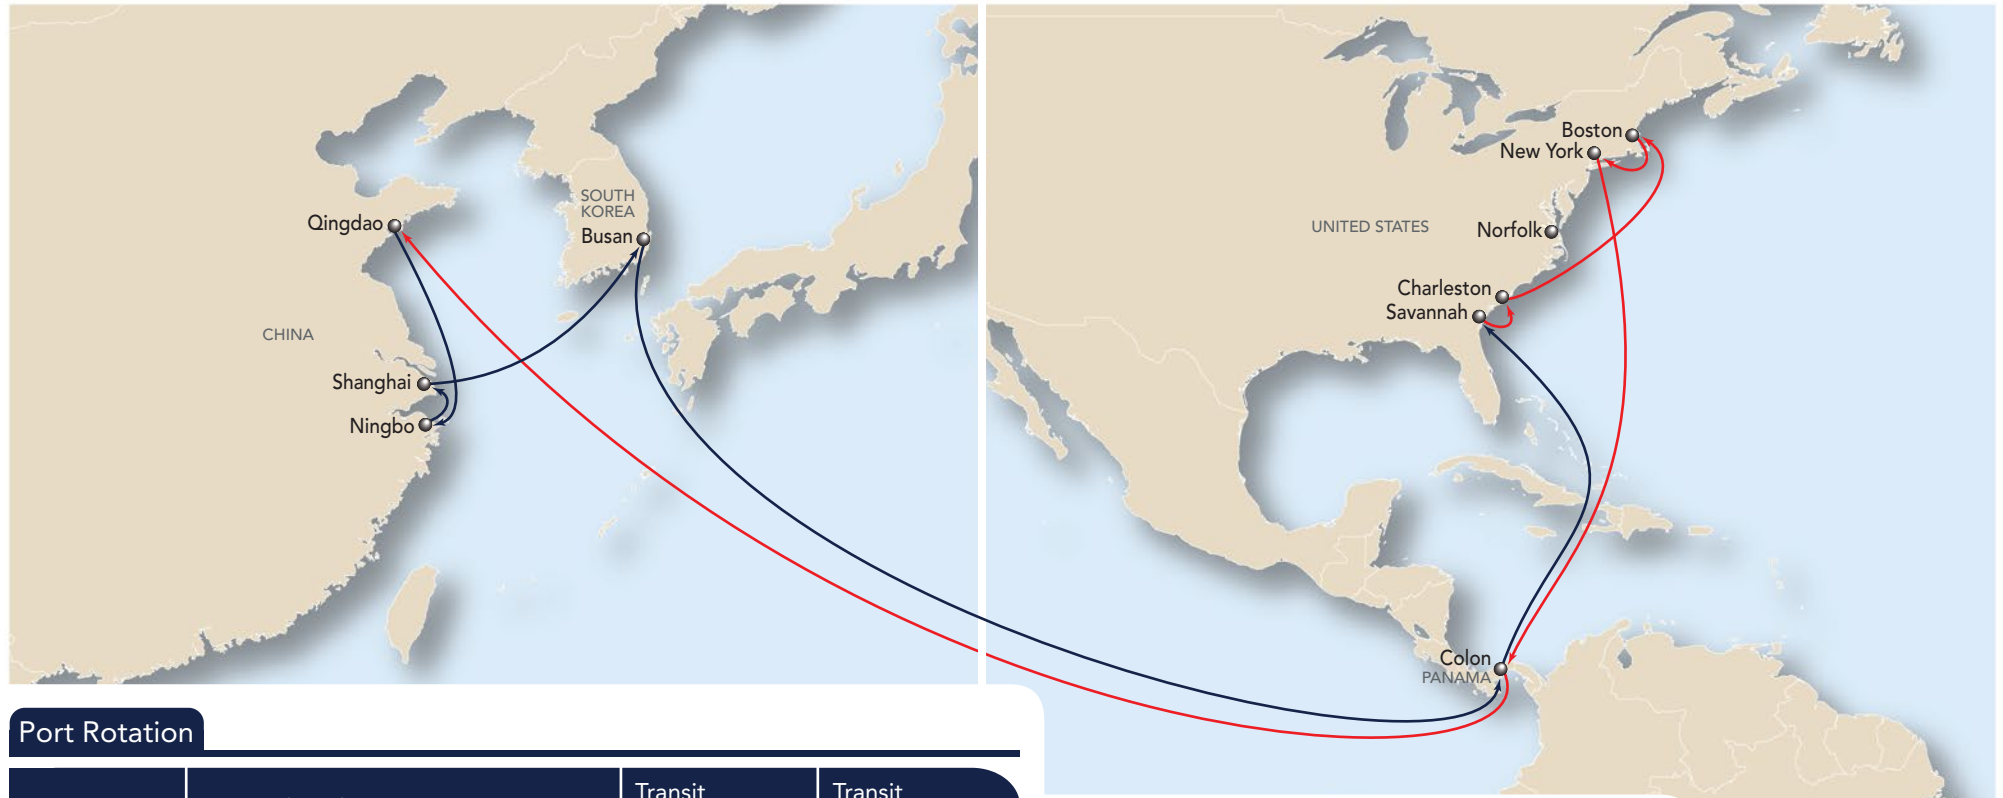 Qingdao
SOUTH
KOREA
Busan
CHINA
Shanghai
Ningbo
Boston
New York
UNITED STATES
Norfolk
Charleston
Savannah
Colon
PANAMA
Port Rotation
Transit
Transit